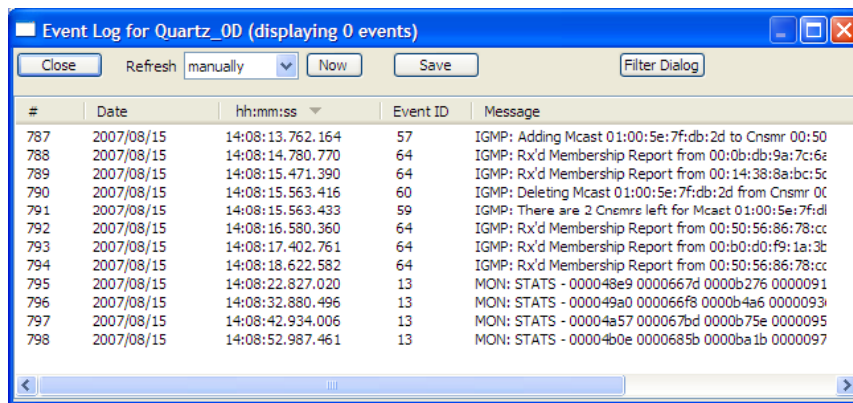 Event Log for Quartz_0D (displaying 0 events)
Close Refresh manually Now Save Filter Dialog
# Date hh:mm:ss Event ID Message
787 2007/08/15 14:08:13.762.164 57 IGMP: Adding Mcast 01:00:5e:7f:db:2d to Cnsmr 00:50
788 2007/08/15 14:08:14.780.770 64 IGMP: Rx'd Membership Report from 00:0b:db:9a:7c:6a
789 2007/08/15 14:08:15.471.390 64 IGMP: Rx'd Membership Report from 00:14:38:8a:bc:5c
790 2007/08/15 14:08:15.563.416 60 IGMP: Deleting Mcast 01:00:5e:7f:db:2d from Cnsmr 00
791 2007/08/15 14:08:15.563.433 59 IGMP: There are 2 Cnsmrs left for Mcast 01:00:5e:7f:dl
792 2007/08/15 14:08:16.580.360 64 IGMP: Rx'd Membership Report from 00:50:56:86:78:cc
793 2007/08/15 14:08:17.402.761 64 IGMP: Rx'd Membership Report from 00:b0:d0:f9:1a:3b
794 2007/08/15 14:08:18.622.582 64 IGMP: Rx'd Membership Report from 00:50:56:86:78:cc
795 2007/08/15 14:08:22.827.020 13 MON: STATS - 000048e9 0000667d 0000b276 0000091
796 2007/08/15 14:08:32.880.496 13 MON: STATS - 000049a0 000066f8 0000b4a6 0000093
797 2007/08/15 14:08:42.934.006 13 MON: STATS - 00004a57 000067bd 0000b75e 0000095
798 2007/08/15 14:08:52.987.461 13 MON: STATS - 00004b0e 0000685b 0000ba1b 0000097